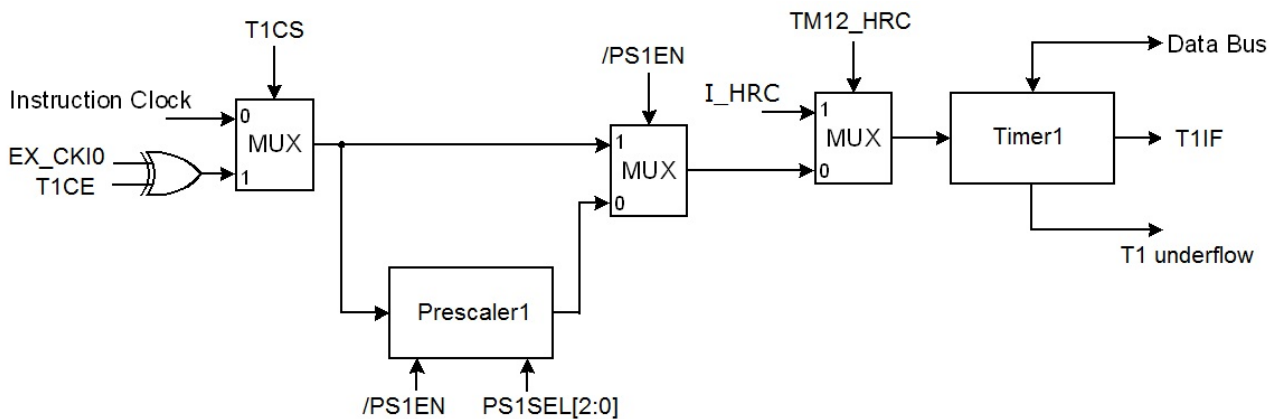 T1CS
TM12_HRC
/PS1EN
Data Bus
Instruction Clock
0
MUX
I_HRC
1
MUX
Timer1
T1IF
EX_CKI0
T1CE
1
1
MUX
0
0
T1 underflow
Prescaler1
/PS1EN
PS1SEL[2:0]